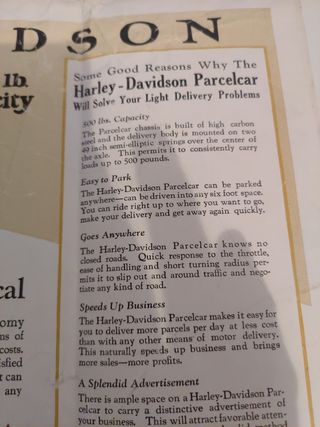 DSON
lb.
city
Some Good Reasons Why The
Harley-Davidson Parcelcar
Will Solve Your Light Delivery Problems
500 lbs. Capacity
The Parcelcar chassis is built of high carbon
steel and the delivery body is mounted on two
49 inch semi-elliptic springs over the center of
the axle. This permits it to consistently carry
loads up to 500 pounds.
Easy to Park
The Harley-Davidson Parcelcar can be parked
anywhere—can be driven into any six foot space.
You can ride right up to where you want to go,
make your delivery and get away again quickly.
Goes Anywhere
The Harley-Davidson Parcelcar knows no
closed roads. Quick response to the throttle,
ease of handling and short turning radius per-
mits it to slip out and around traffic and nego-
tiate any kind of road.
Speeds Up Business
The Harley-Davidson Parcelcar makes it easy for
you to deliver more parcels per day at less cost
than with any other means of motor delivery.
This naturally speeds up business and brings
more sales—more profits.
A Splendid Advertisement
There is ample space on a Harley-Davidson Par-
celcar to carry a distinctive advertisement of
your business. This will attract favorable atten-
cal
omy
ns of
costs.
isfied
t can
any